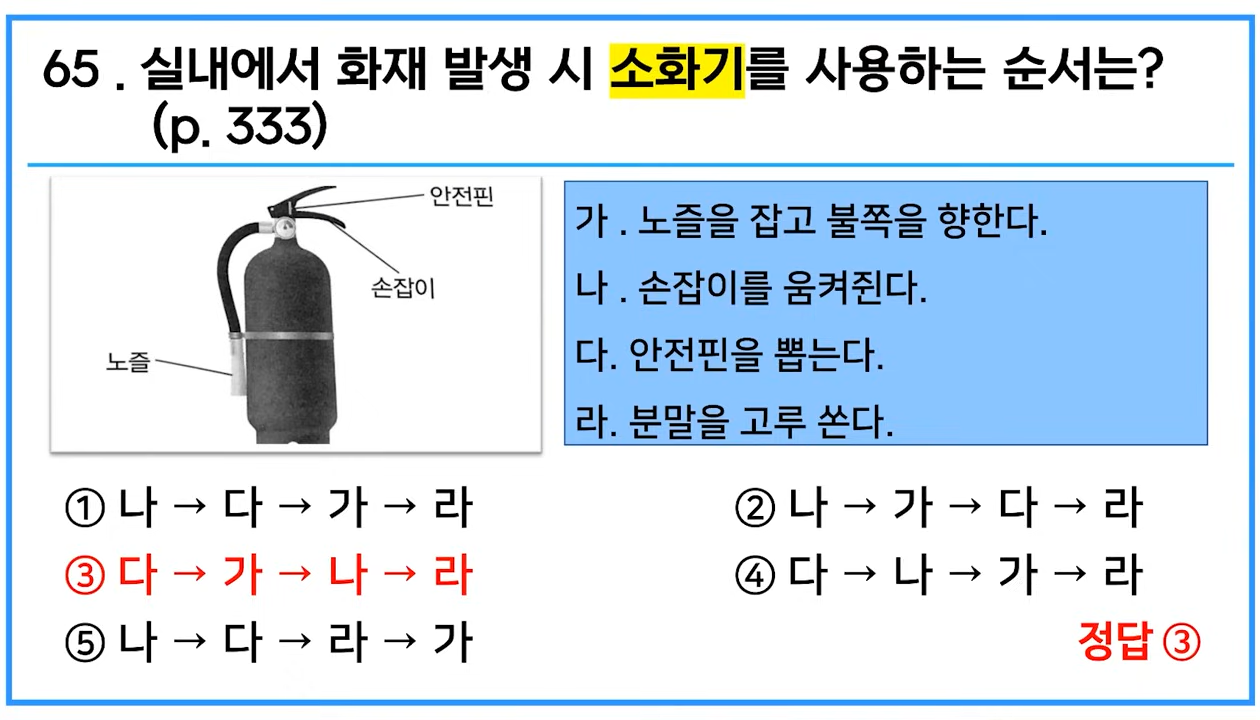 65 . 실내에서 화재 발생 시 소화기를 사용하는 순서는?
(p. 333)
안전핀
손잡이
노즐
가 . 노즐을 잡고 불쪽을 향한다.
나 . 손잡이를 움켜쥔다.
다. 안전핀을 뽑는다.
라. 분말을 고루 쏜다.
① 나 → 다 → 가 → 라
② 나 → 가 → 다 → 라
③ 다 → 가 → 나 → 라
④ 다 → 나 → 가 → 라
⑤ 나 → 다 → 라 → 가
정답 ③